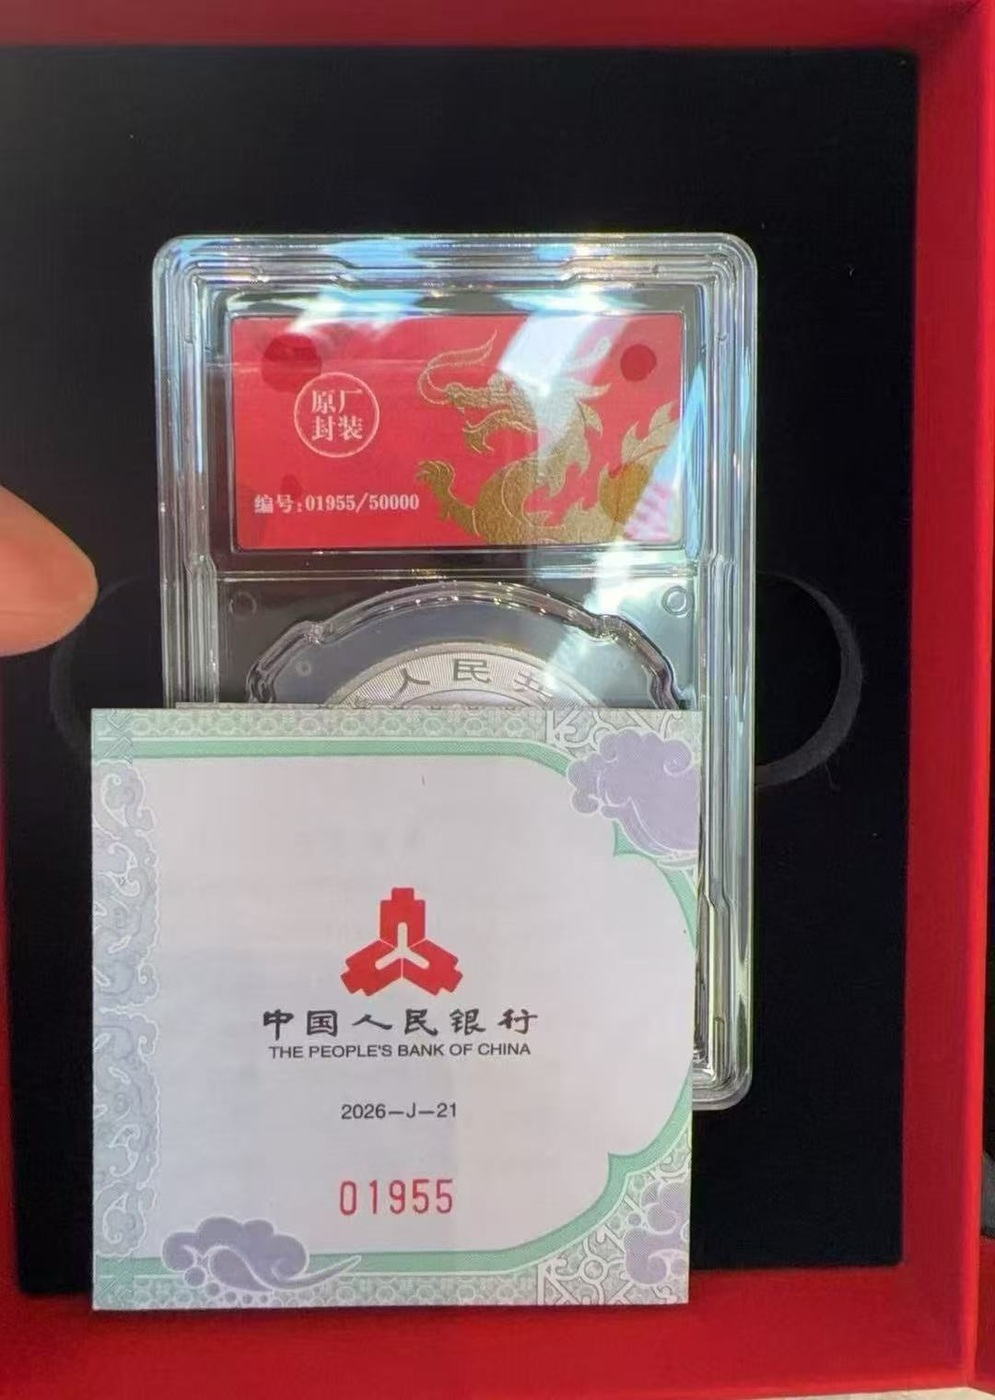 原厂
封装
编号:01955/50000
人民
中国人民银行
THE PEOPLE'S BANK OF CHINA
2026-J-21
01955